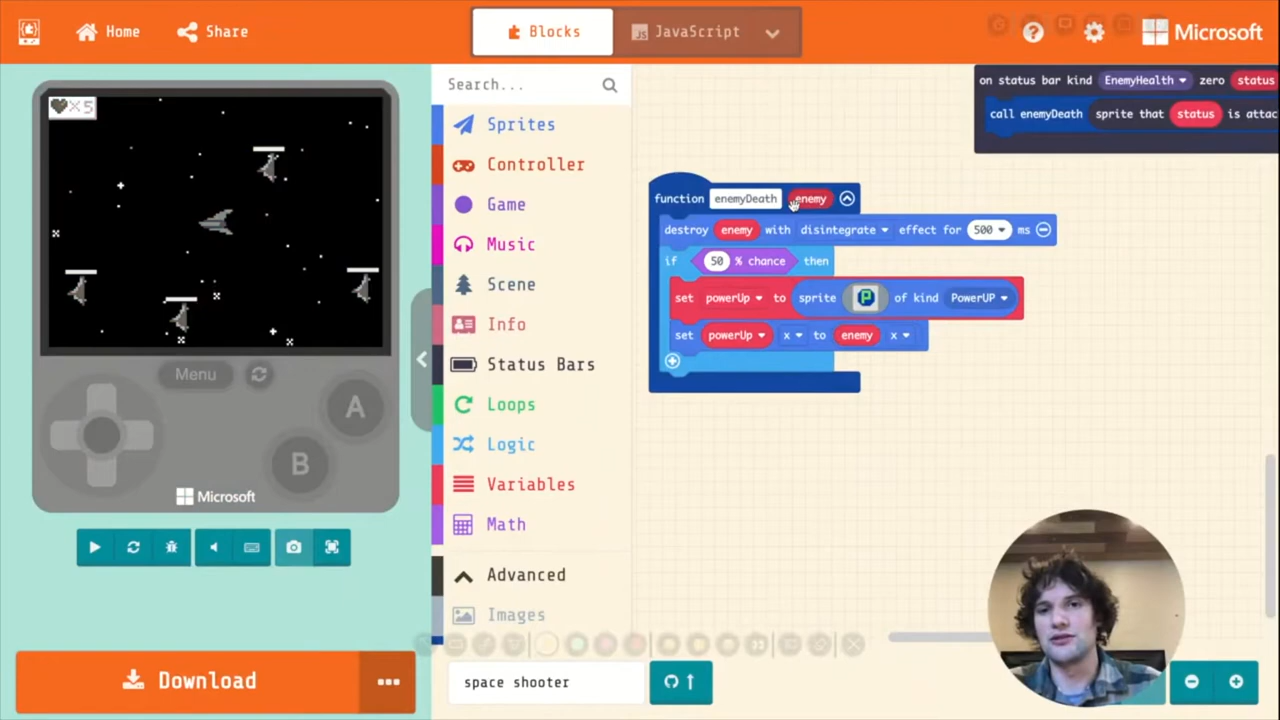 Home
Share
Blocks
JavaScript
Microsoft
×5
Menu
A
B
Microsoft
Download
Search...
Sprites
Controller
Game
Music
Scene
Info
Status Bars
Loops
Logic
Variables
Math
Advanced
Images
space shooter
on status bar kind EnemyHealth zero status
call enemyDeath sprite that status is attac
function enemyDeath enemy
destroy enemy with disintegrate effect for 500 ms
if 50 % chance then
set powerUp to sprite P of kind PowerUP
set powerUp x to enemy x